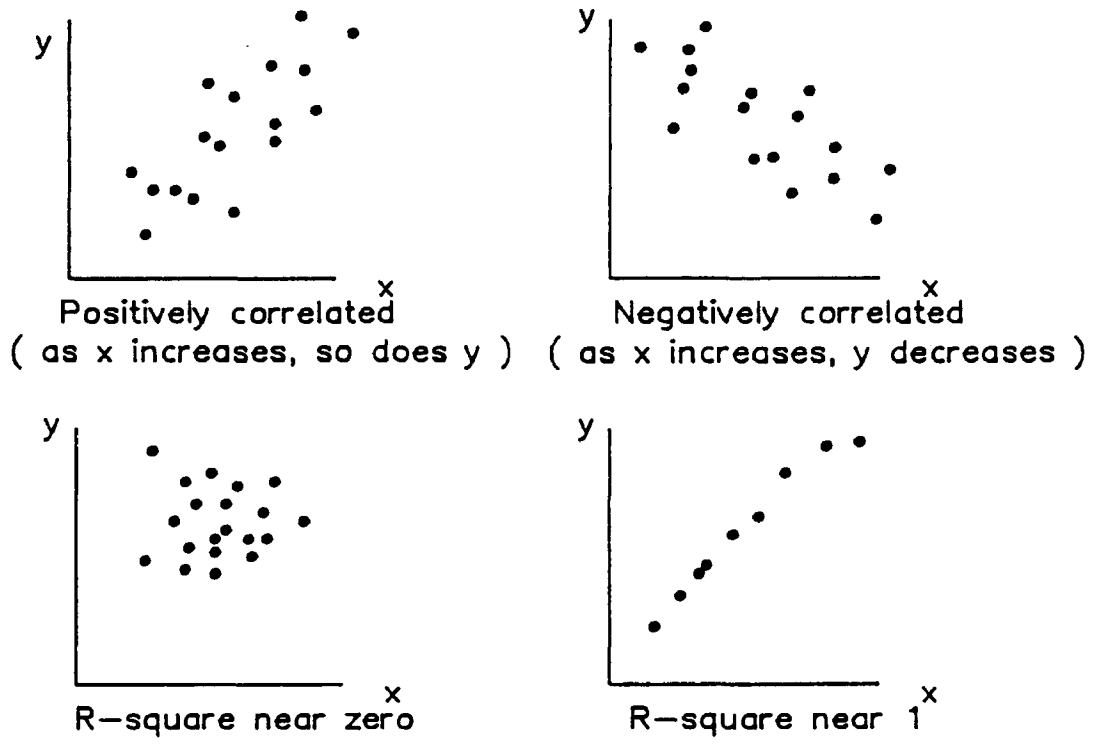 y
x
Positively correlated
( as x increases, so does y )
y
x
Negatively correlated
( as x increases, y decreases )
y
x
R-square near zero
y
x
R-square near 1